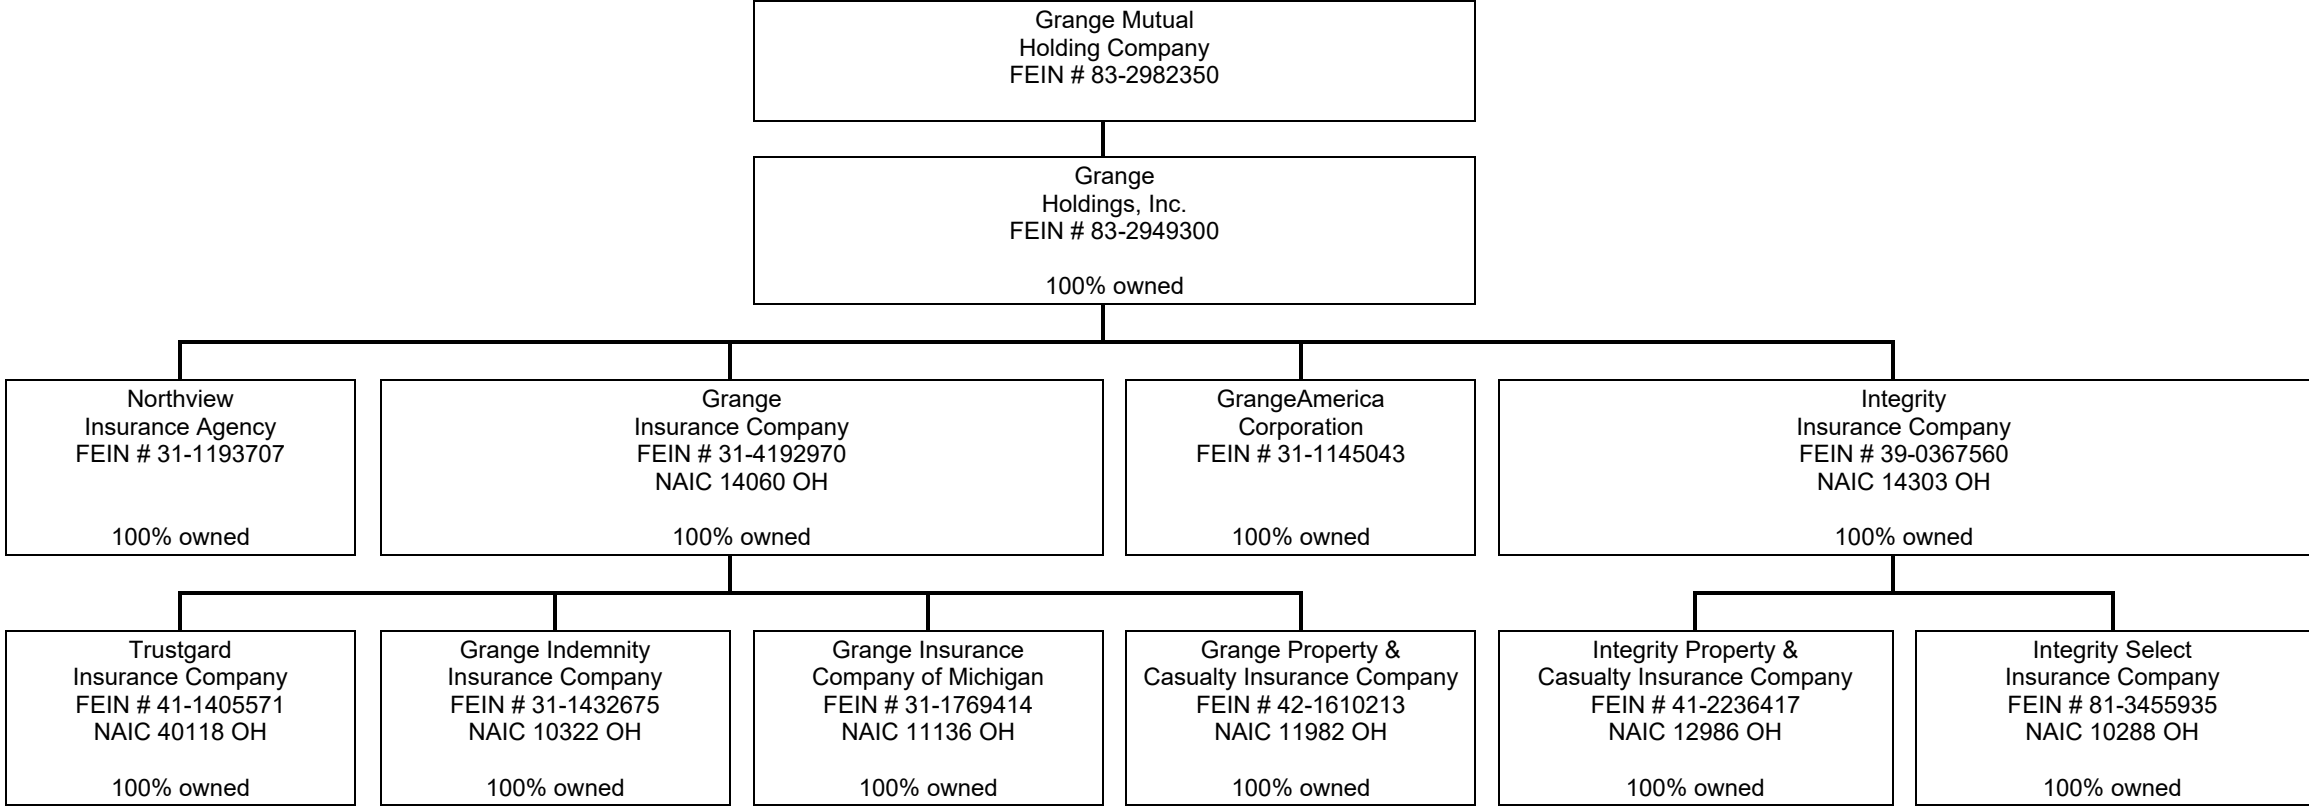 Grange Mutual
Holding Company
FEIN # 83-2982350
Grange
Holdings, Inc.
FEIN # 83-2949300
100% owned
Northview
Insurance Agency
FEIN # 31-1193707
100% owned
Grange
Insurance Company
FEIN # 31-4192970
NAIC 14060 OH
100% owned
GrangeAmerica
Corporation
FEIN # 31-1145043
100% owned
Integrity
Insurance Company
FEIN # 39-0367560
NAIC 14303 OH
100% owned
Trustgard
Insurance Company
FEIN # 41-1405571
NAIC 40118 OH
100% owned
Grange Indemnity
Insurance Company
FEIN # 31-1432675
NAIC 10322 OH
100% owned
Grange Insurance
Company of Michigan
FEIN # 31-1769414
NAIC 11136 OH
100% owned
Grange Property &
Casualty Insurance Company
FEIN # 42-1610213
NAIC 11982 OH
100% owned
Integrity Property &
Casualty Insurance Company
FEIN # 41-2236417
NAIC 12986 OH
100% owned
Integrity Select
Insurance Company
FEIN # 81-3455935
NAIC 10288 OH
100% owned